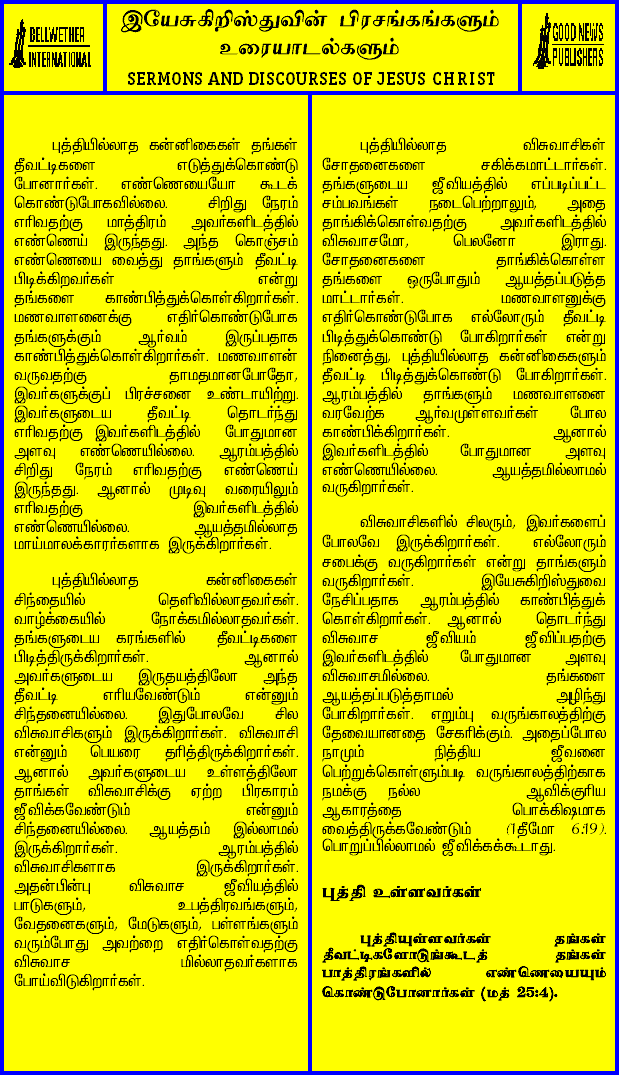 BELLWETHER
INTERNATIONAL
இயேசுகிறிஸ்துவின் பிரசங்கங்களும்
உரையாடல்களும்
SERMONS AND DISCOURSES OF JESUS CHRIST
GOOD NEWS
PUBLISHERS
புத்தியில்லாத கன்னிகைகள் தங்கள்
தீவட்டிகளை எடுத்துக்கொண்டு
போனார்கள். எண்ணெயையோ கூடக்
கொண்டுபோகவில்லை. சிறிது நேரம்
எரிவதற்கு மாத்திரம் அவர்களிடத்தில்
எண்ணெய் இருந்தது. அந்த கொஞ்சம்
எண்ணெயை வைத்து தாங்களும் தீவட்டி
பிடிக்கிறவர்கள் என்று
தங்களை காண்பித்துக்கொள்கிறார்கள்.
மணவாளனைக்கு எதிர்கொண்டுபோக
தங்களுக்கும் ஆர்வம் இருப்பதாக
காண்பித்துக்கொள்கிறார்கள். மணவாளன்
வருவதற்கு தாமதமானபோதோ,
இவர்களுக்குப் பிரச்சனை உண்டாயிற்று.
இவர்களுடைய தீவட்டி தொடர்ந்து
எரிவதற்கு இவர்களிடத்தில் போதுமான
அளவு எண்ணெயில்லை. ஆரம்பத்தில்
சிறிது நேரம் எரிவதற்கு எண்ணெய்
இருந்தது. ஆனால் முடிவு வரையிலும்
எரிவதற்கு இவர்களிடத்தில்
எண்ணெயில்லை. ஆயத்தமில்லாத
மாய்மாலக்காரர்களாக இருக்கிறார்கள்.
புத்தியில்லாத கன்னிகைகள்
சிந்தையில் தெளிவில்லாதவர்கள்.
வாழ்க்கையில் நோக்கமில்லாதவர்கள்.
தங்களுடைய கரங்களில் தீவட்டிகளை
பிடித்திருக்கிறார்கள். ஆனால்
அவர்களுடைய இருதயத்திலோ அந்த
தீவட்டி எரியவேண்டும் என்னும்
சிந்தனையில்லை. இதுபோலவே சில
விசுவாசிகளும் இருக்கிறார்கள். விசுவாசி
என்னும் பெயரை தரித்திருக்கிறார்கள்.
ஆனால் அவர்களுடைய உள்ளத்திலோ
தாங்கள் விசுவாசிக்கு ஏற்ற பிரகாரம்
ஜீவிக்கவேண்டும் என்னும்
சிந்தனையில்லை. ஆயத்தம் இல்லாமல்
இருக்கிறார்கள். ஆரம்பத்தில்
விசுவாசிகளாக இருக்கிறார்கள்.
அதன்பின்பு விசுவாச ஜீவியத்தில்
பாடுகளும், உபத்திரவங்களும்,
வேதனைகளும், மேடுகளும், பள்ளங்களும்
வரும்போது அவற்றை எதிர்கொள்வதற்கு
விசுவாச மில்லாதவர்களாக
போய்விடுகிறார்கள்.
புத்தியில்லாத விசுவாசிகள்
சோதனைகளை சகிக்கமாட்டார்கள்.
தங்களுடைய ஜீவியத்தில் எப்படிப்பட்ட
சம்பவங்கள் நடைபெற்றாலும், அதை
தாங்கிக்கொள்வதற்கு அவர்களிடத்தில்
விசுவாசமோ, பெலனோ இராது.
சோதனைகளை தாங்கிக்கொள்ள
தங்களை ஒருபோதும் ஆயத்தப்படுத்த
மாட்டார்கள். மணவாளனுக்கு
எதிர்கொண்டுபோக எல்லோரும் தீவட்டி
பிடித்துக்கொண்டு போகிறார்கள் என்று
நினைத்து, புத்தியில்லாத கன்னிகைகளும்
தீவட்டி பிடித்துக்கொண்டு போகிறார்கள்.
ஆரம்பத்தில் தாங்களும் மணவாளனை
வரவேற்க ஆர்வமுள்ளவர்கள் போல
காண்பிக்கிறார்கள். ஆனால்
இவர்களிடத்தில் போதுமான அளவு
எண்ணெயில்லை. ஆயத்தமில்லாமல்
வருகிறார்கள்.
விசுவாசிகளில் சிலரும், இவர்களைப்
போலவே இருக்கிறார்கள். எல்லோரும்
சபைக்கு வருகிறார்கள் என்று தாங்களும்
வருகிறார்கள். இயேசுகிறிஸ்துவை
நேசிப்பதாக ஆரம்பத்தில் காண்பித்துக்
கொள்கிறார்கள். ஆனால் தொடர்ந்து
விசுவாச ஜீவியம் ஜீவிப்பதற்கு
இவர்களிடத்தில் போதுமான அளவு
விசுவாசமில்லை. தங்களை
ஆயத்தப்படுத்தாமல் அழிந்து
போகிறார்கள். எறும்பு வருங்காலத்திற்கு
தேவையானதை சேகரிக்கும். அதைப்போல
நாமும் நித்திய ஜீவனை
பெற்றுக்கொள்ளும்படி வருங்காலத்திற்காக
நமக்கு நல்ல ஆவிக்குரிய
ஆகாரத்தை பொக்கிஷமாக
வைத்திருக்கவேண்டும் (1தீமோ 6:19).
பொறுப்பில்லாமல் ஜீவிக்கக்கூடாது.
புத்தி உள்ளவர்கள்
புத்தியுள்ளவர்கள் தங்கள்
தீவட்டிகளோடுங்கூடத் தங்கள்
பாத்திரங்களில் எண்ணெயையும்
கொண்டுபோனார்கள் (மத் 25:4).